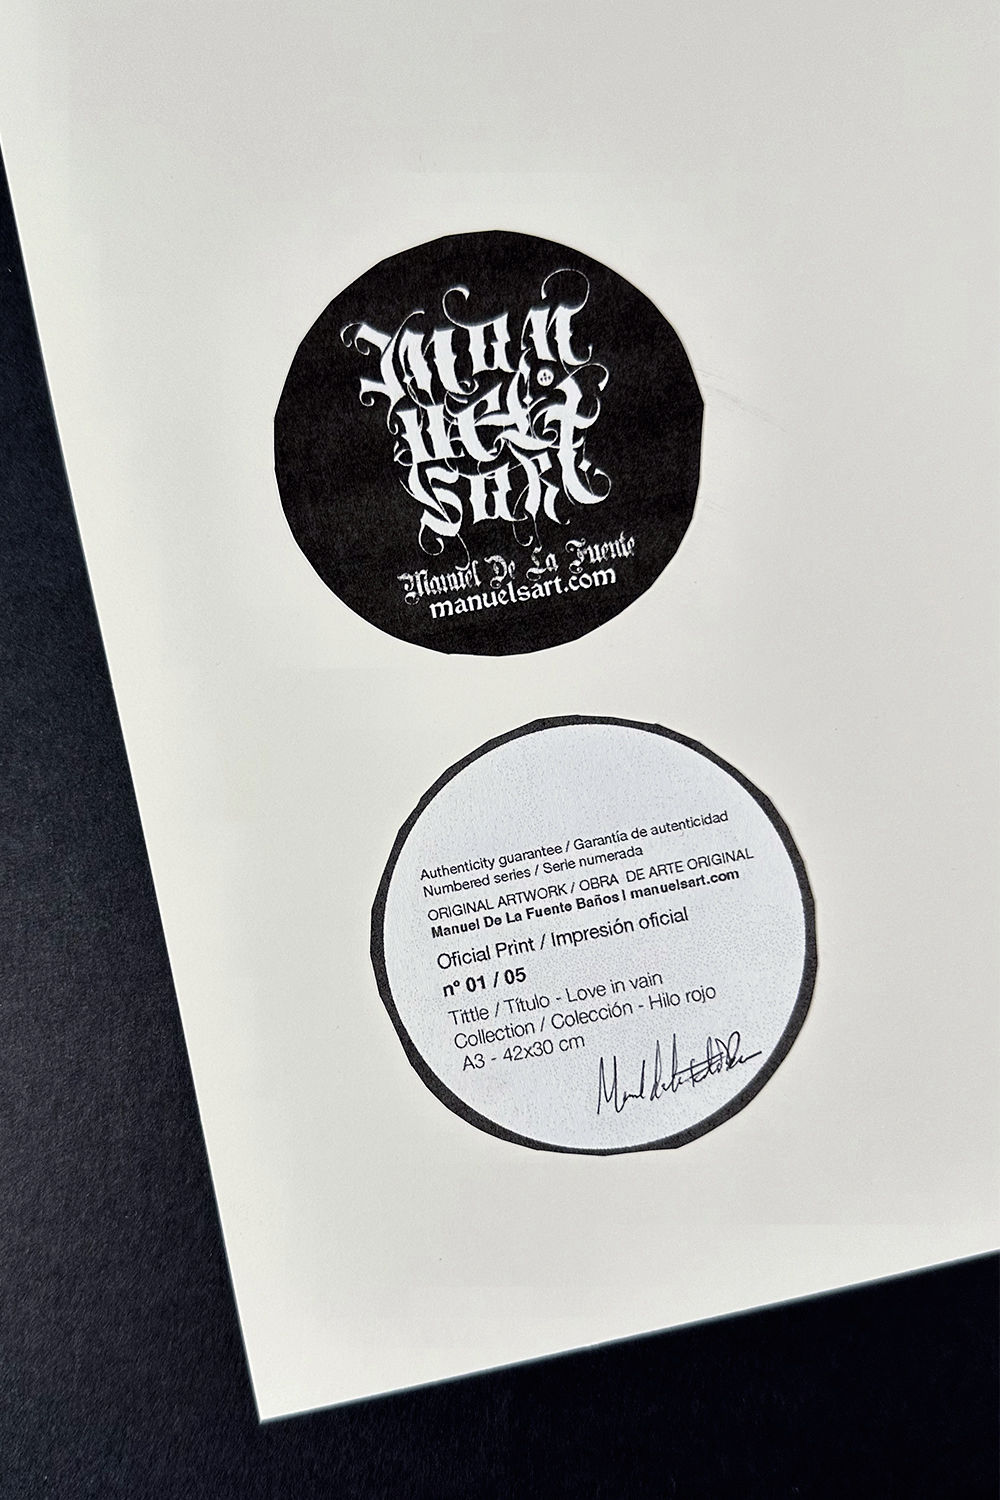 man
uel
sart
Manuel De La Fuente
manuelsart.com
Authenticity guarantee / Garantía de autenticidad
Numbered series / Serie numerada
ORIGINAL ARTWORK / OBRA DE ARTE ORIGINAL
Manuel De La Fuente Baños | manuelsart.com
Oficial Print / Impresión oficial
nº 01 / 05
Tittle / Título - Love in vain
Collection / Colección - Hilo rojo
A3 - 42x30 cm